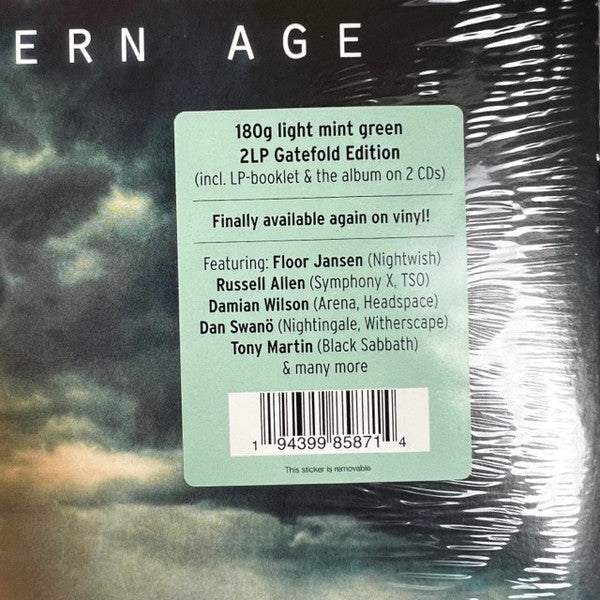 ERN AGE
180g light mint green
2LP Gatefold Edition
(incl. LP-booklet & the album on 2 CDs)
Finally available again on vinyl!
Featuring: Floor Jansen (Nightwish)
Russell Allen (Symphony X, TSO)
Damian Wilson (Arena, Headspace)
Dan Swanö (Nightingale, Witherscape)
Tony Martin (Black Sabbath)
& many more
1 94399 85871 4
This sticker is removable